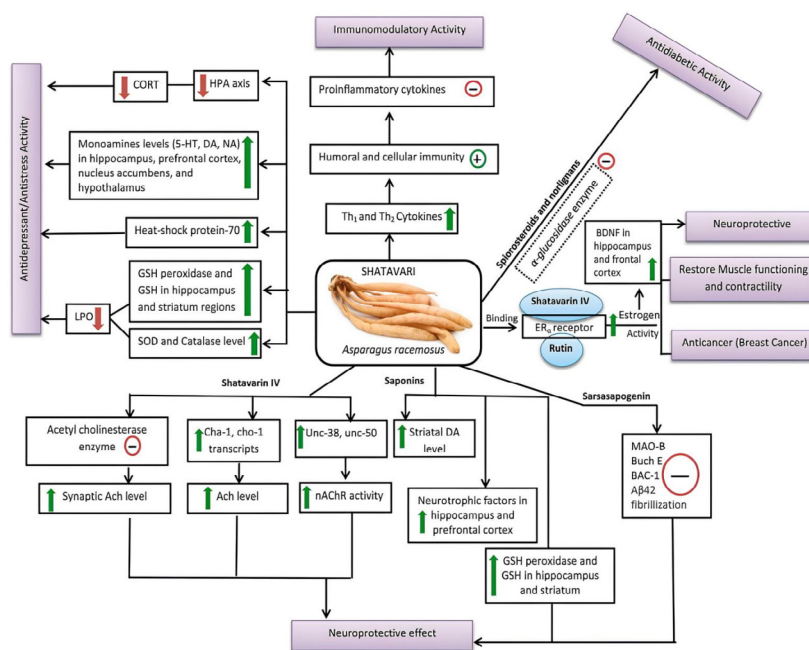 Immunomodulatory Activity
Antidiabetic Activity
Antidepressant/Antistress Activity
CORT
HPA axis
Proinflammatory cytokines
Monoamines levels (5-HT, DA, NA)
in hippocampus, prefrontal cortex,
nucleus accumbens, and
hypothalamus
Humoral and cellular immunity
Spiorosteroids and norlignans
α-glucosidase enzyme
Heat-shock protein-70
Th1 and Th2 Cytokines
BDNF in
hippocampus
and frontal
cortex
Neuroprotective
GSH peroxidase and
GSH in hippocampus
and striatum regions
SHATAVARI
Restore Muscle functioning
and contractility
LPO
Binding
Shatavarin IV
ERα receptor
Rutin
Estrogen
Activity
SOD and Catalase level
Asparagus racemosus
Anticancer (Breast Cancer)
Shatavarin IV
Saponins
Sarsasapogenin
Acetyl cholinesterase
enzyme
Cha-1, cho-1
transcripts
Unc-38, unc-50
Striatal DA
level
MAO-B
Buch E
BAC-1
Aβ42
fibrillization
Synaptic Ach level
Ach level
nAChR activity
Neurotrophic factors in
hippocampus and
prefrontal cortex
GSH peroxidase and
GSH in hippocampus
and striatum
Neuroprotective effect